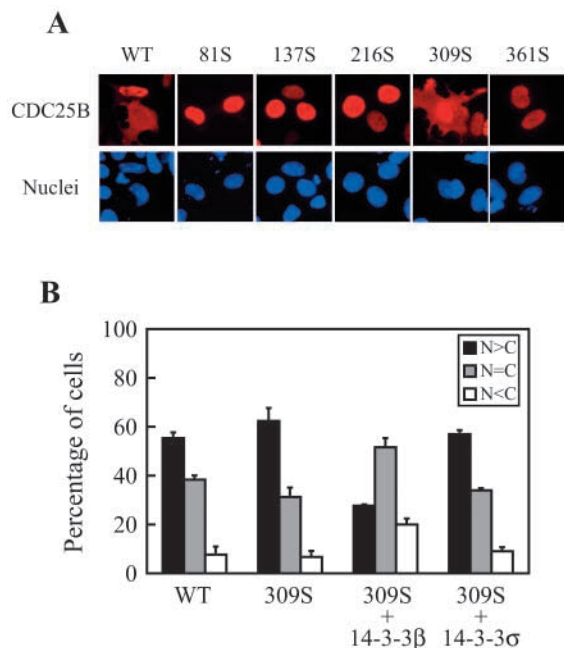 A
WT 81S 137S 216S 309S 361S
CDC25B
Nuclei
B
100
80
60
40
20
0
Percentage of cells
N>C
N=C
N<C
WT 309S 309S 309S
+ +
14-3-3β 14-3-3σ